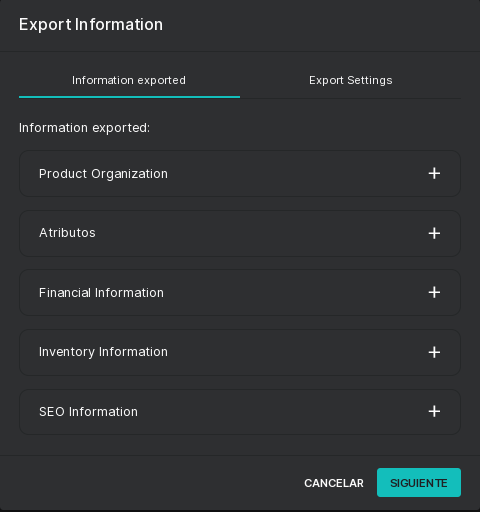 Export Information
Information exported
Export Settings
Information exported:
Product Organization
Atributos
Financial Information
Inventory Information
SEO Information
CANCELAR
SIGUIENTE